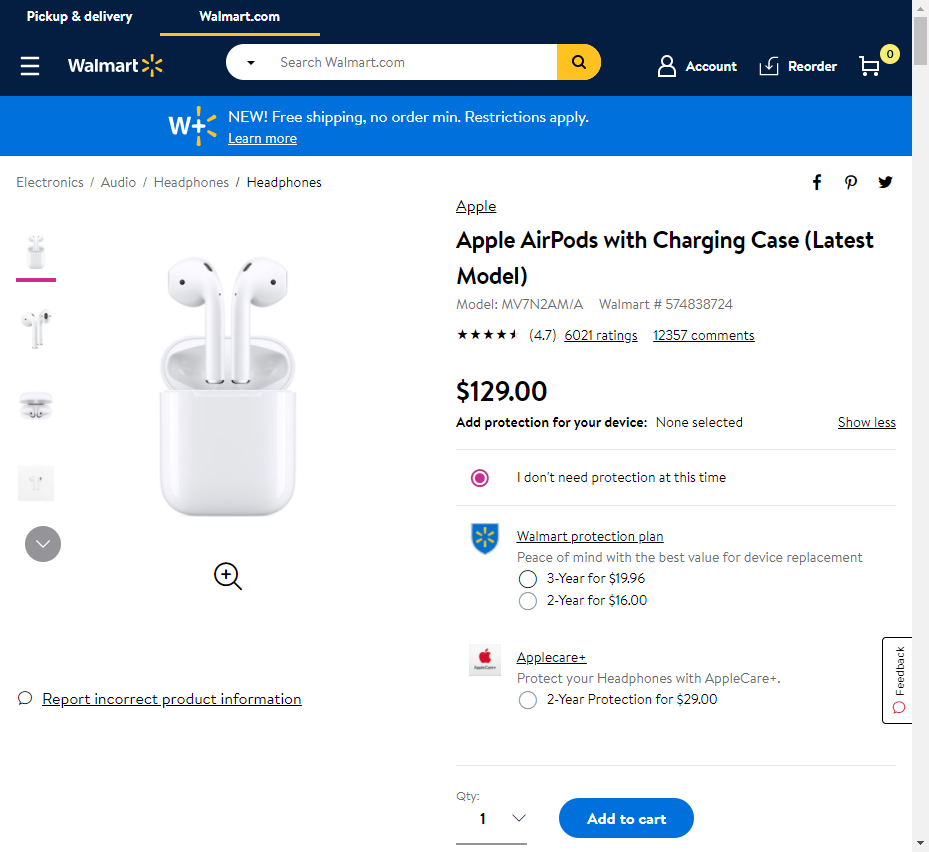 Pickup & delivery
Walmart.com
Walmart
Search Walmart.com
Account
Reorder
0
W+
NEW! Free shipping, no order min. Restrictions apply.
Learn more
Electronics / Audio / Headphones / Headphones
Apple
Apple AirPods with Charging Case (Latest
Model)
Model: MV7N2AM/A Walmart # 574838724
(4.7) 6021 ratings 12357 comments
$129.00
Add protection for your device: None selected
Show less
I don't need protection at this time
Walmart protection plan
Peace of mind with the best value for device replacement
3-Year for $19.96
2-Year for $16.00
AppleCare+
Applecare+
Protect your Headphones with AppleCare+.
2-Year Protection for $29.00
Feedback
Report incorrect product information
Qty:
1
Add to cart